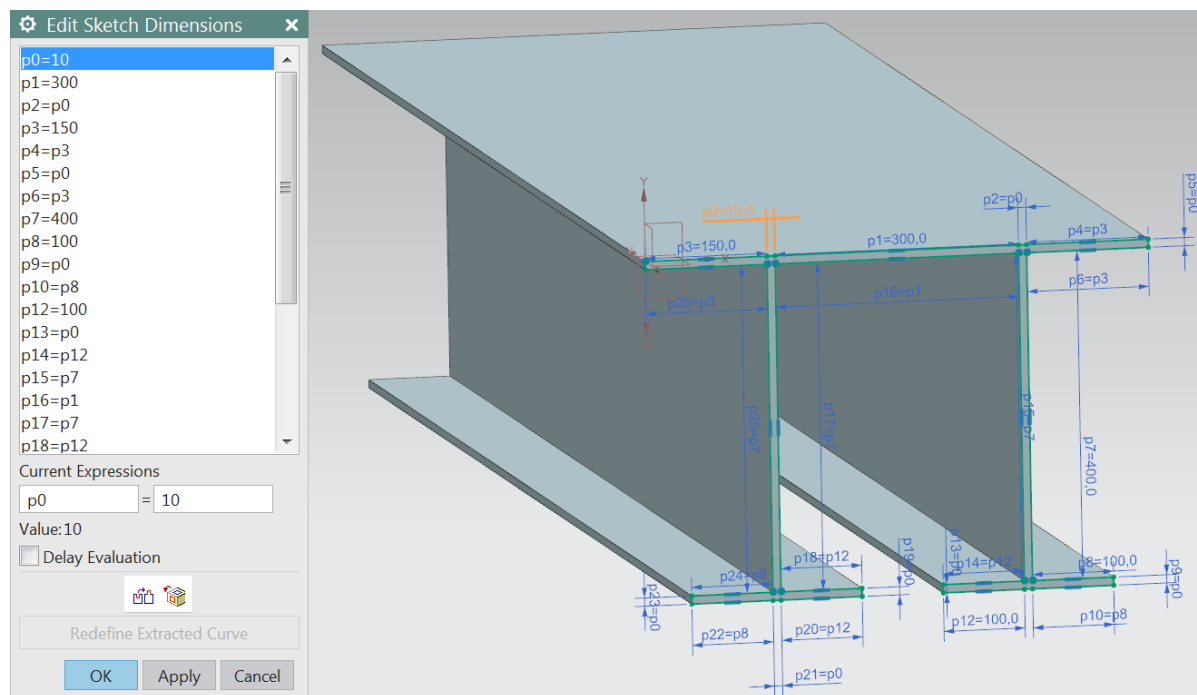 Edit Sketch Dimensions
p0=10
p1=300
p2=p0
p3=150
p4=p3
p5=p0
p6=p3
p7=400
p8=100
p9=p0
p10=p8
p12=100
p13=p0
p14=p12
p15=p7
p16=p1
p17=p7
p18=p12
Current Expressions
p0 = 10
Value:10
Delay Evaluation
Redefine Extracted Curve
OK Apply Cancel
Y
p5=p0
p2=p0
p0=10,0
p4=p3
p3=150,0
p1=300,0
X
p6=p3
p26=p3
p16=p1
p25=p7
p17=p7
p15=p7
p7=400,0
p18=p12
p19=p0
p13=p0
p14=p12
p8=100,0
p9=p0
p24=p8
p23=p0
p22=p8
p20=p12
p12=100,0
p10=p8
p21=p0